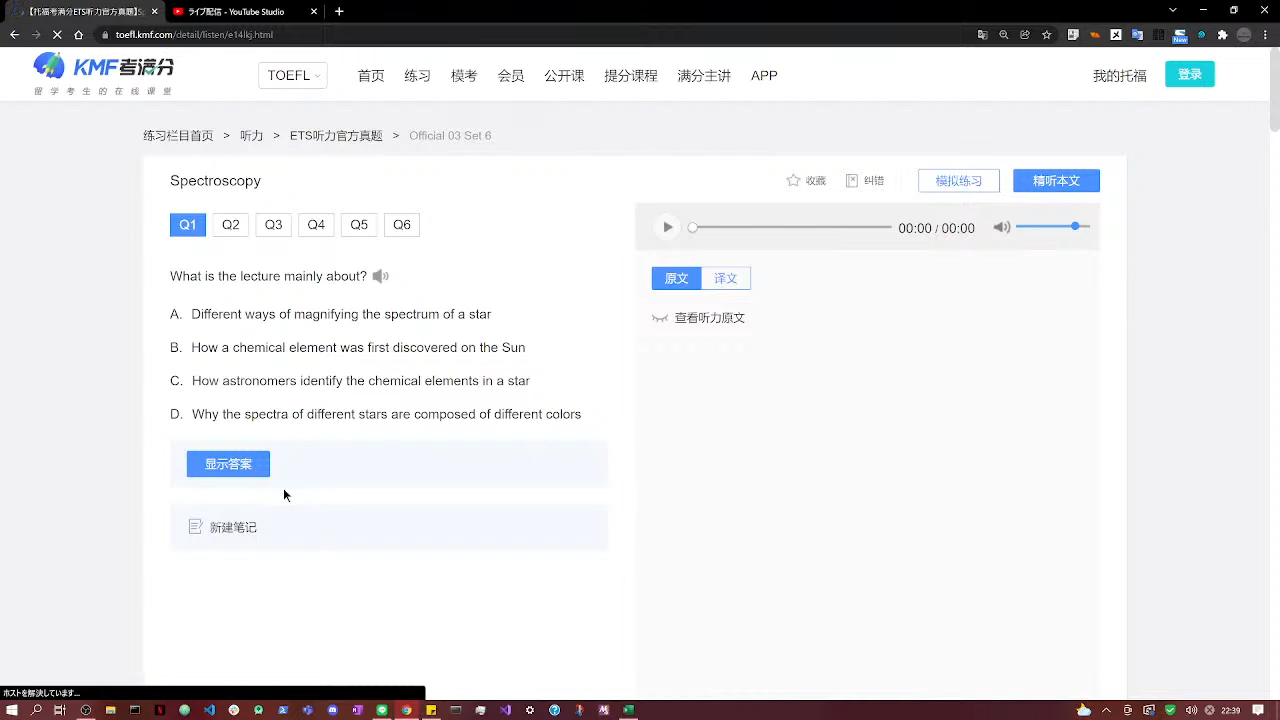 【托福考满分ETS听力官方真题】S
ライブ配信 - YouTube Studio
toefl.kmf.com/detail/listen/e14lkj.html
New
KMF考满分
留学考生的在线课堂
TOEFL
首页
练习
模考
会员
公开课
提分课程
满分主讲
APP
我的托福
登录
练习栏目首页 > 听力 > ETS听力官方真题 > Official 03 Set 6
Spectroscopy
收藏
纠错
模拟练习
精听本文
Q1
Q2
Q3
Q4
Q5
Q6
00:00 / 00:00
What is the lecture mainly about?
原文
译文
A. Different ways of magnifying the spectrum of a star
查看听力原文
B. How a chemical element was first discovered on the Sun
C. How astronomers identify the chemical elements in a star
D. Why the spectra of different stars are composed of different colors
显示答案
新建笔记
ホストを解決しています...
22:39